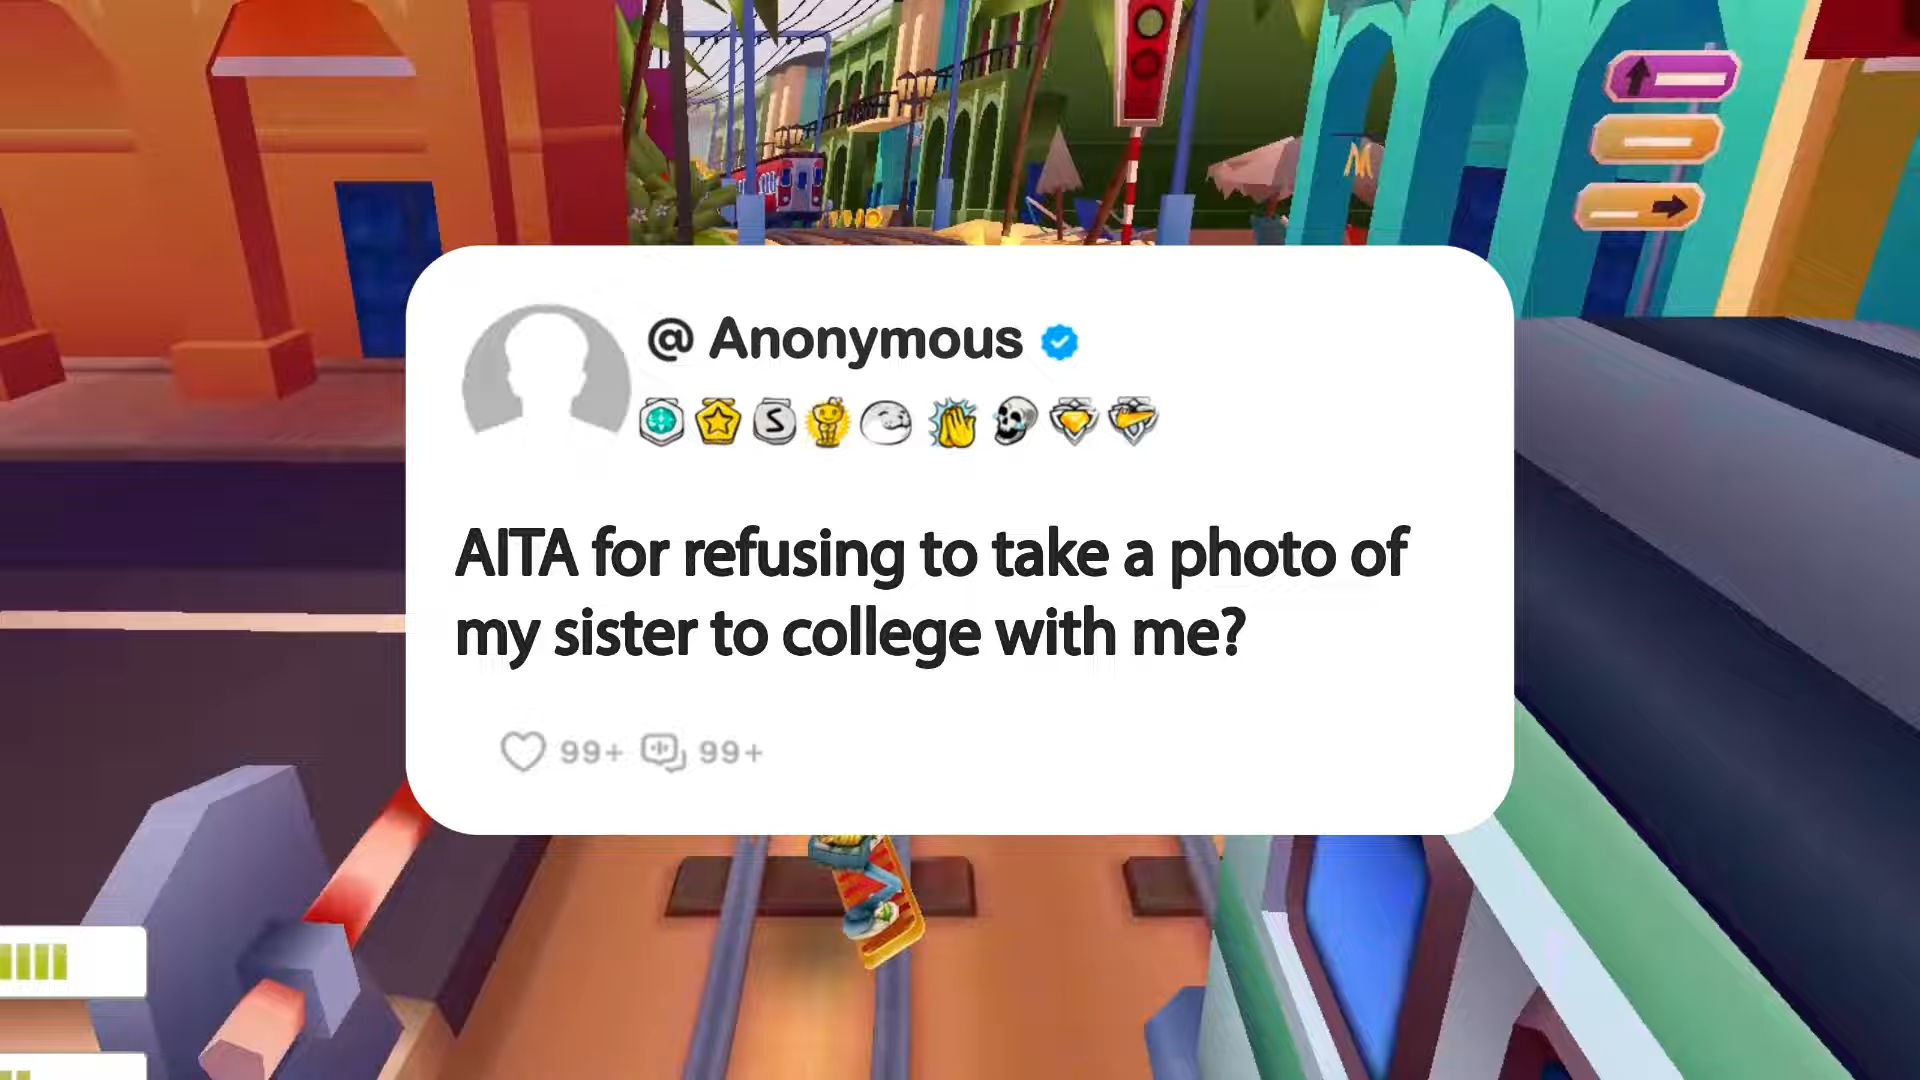 @ Anonymous
AITA for refusing to take a photo of
my sister to college with me?
99+ 99+